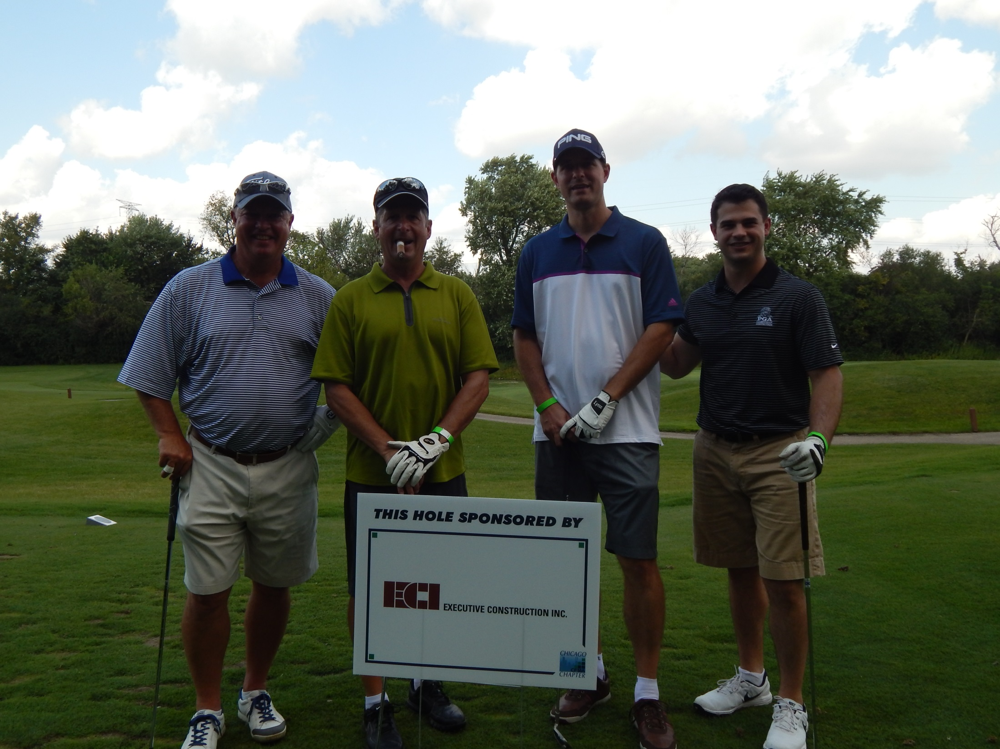 PING
PGA
Lynx
THIS HOLE SPONSORED BY
ECI EXECUTIVE CONSTRUCTION INC.
CHICAGO
CHAPTER